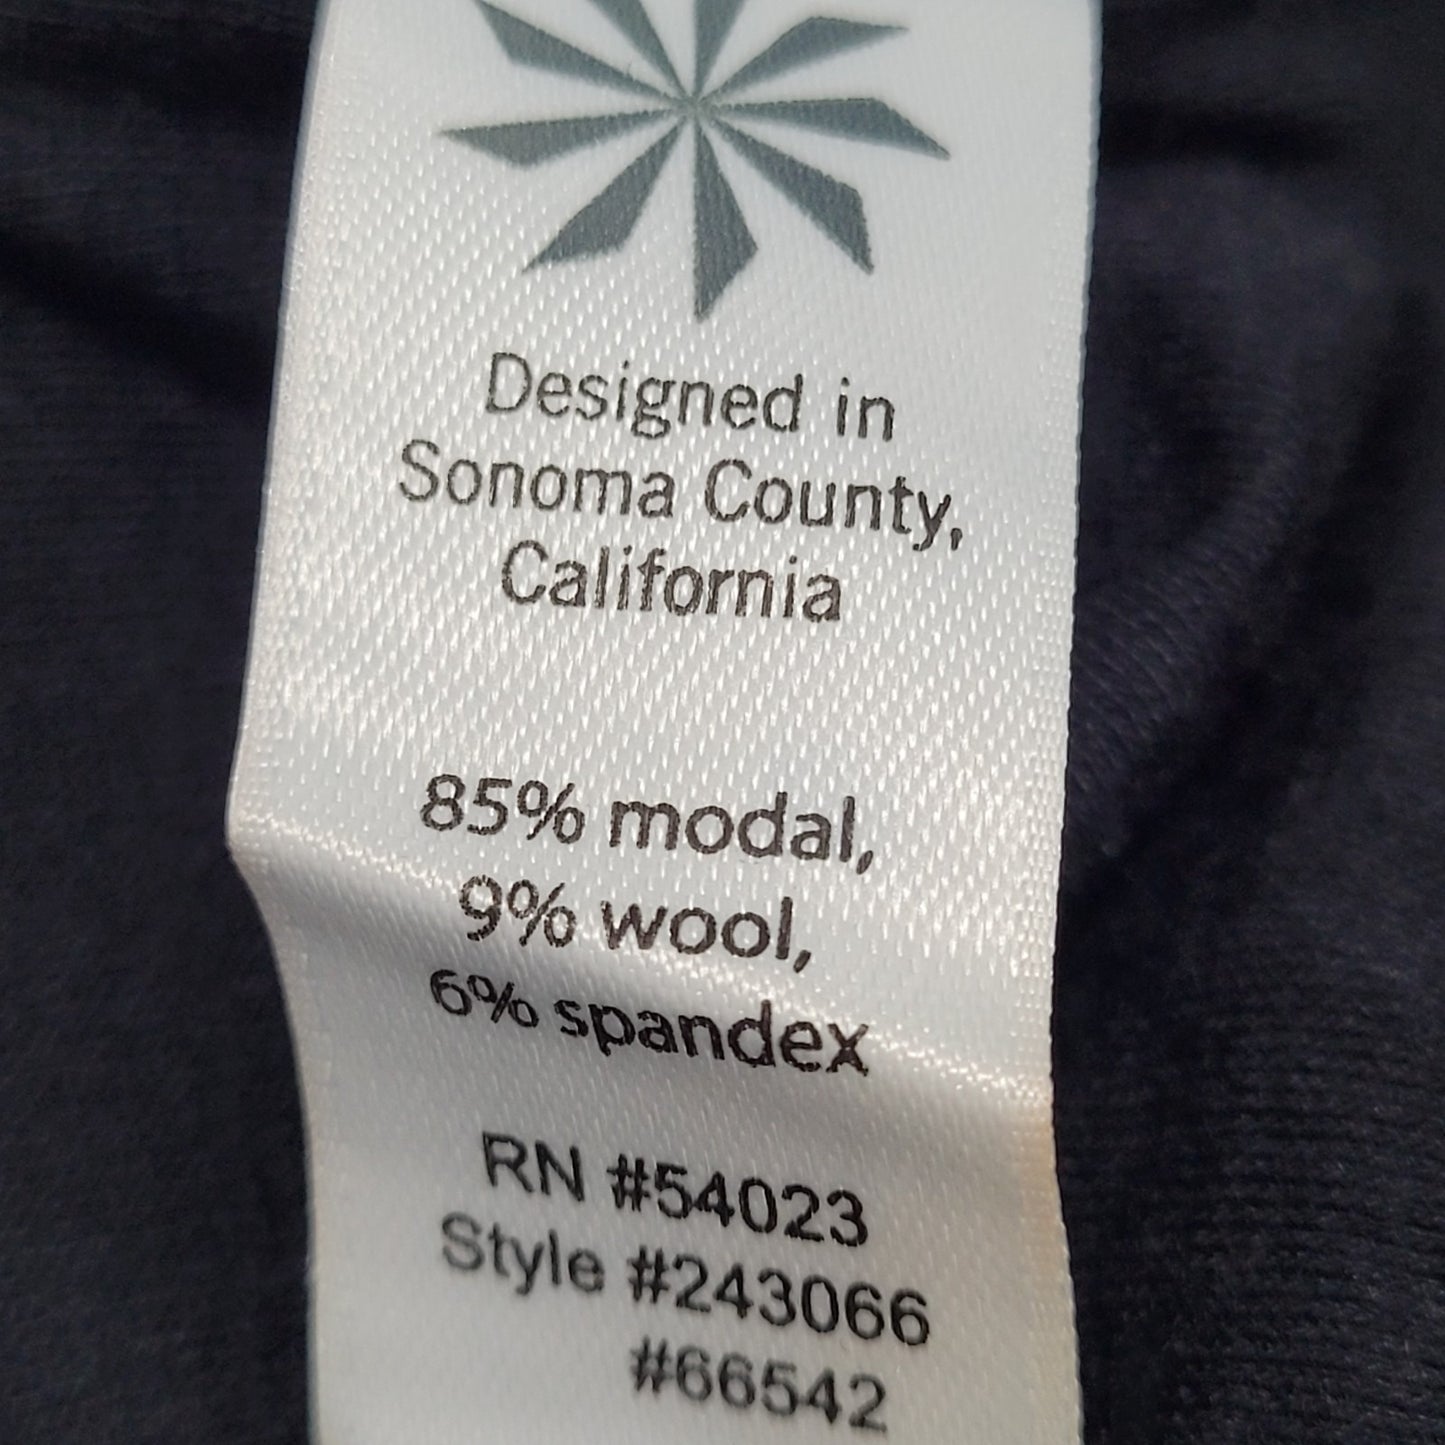 Designed in
Sonoma County,
California
85% modal,
9% wool,
6% spandex
RN #54023
Style #243066
#66542